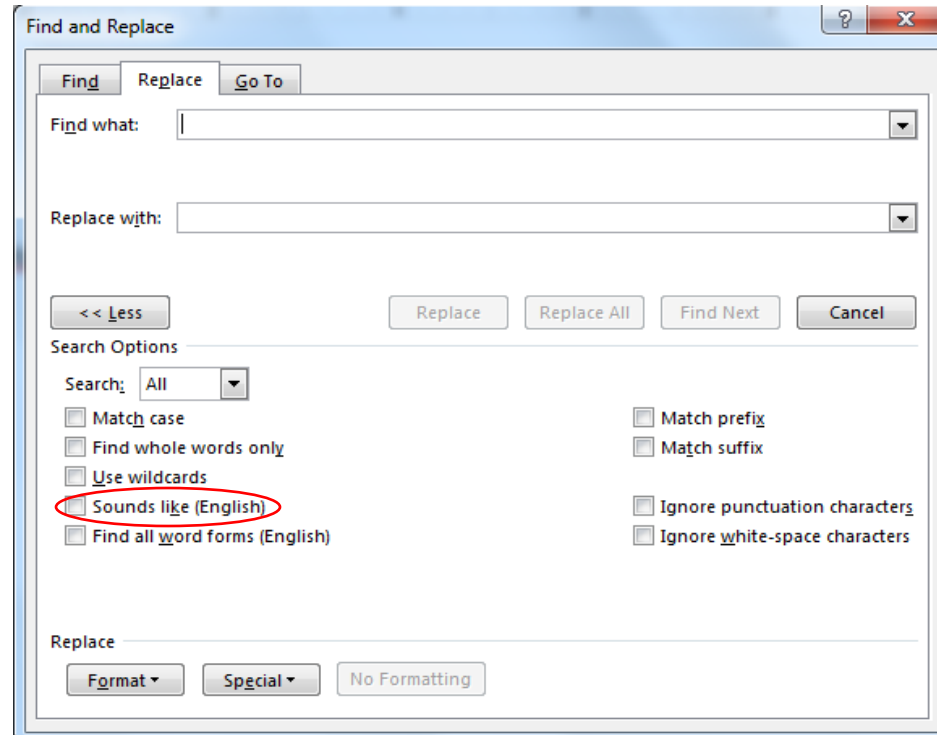 Find and Replace
Find Replace Go To
Find what:
Replace with:
<< Less Replace Replace All Find Next Cancel
Search Options
Search: All
Match case Match prefix
Find whole words only Match suffix
Use wildcards
Sounds like (English) Ignore punctuation characters
Find all word forms (English) Ignore white-space characters
Replace
Format Special No Formatting